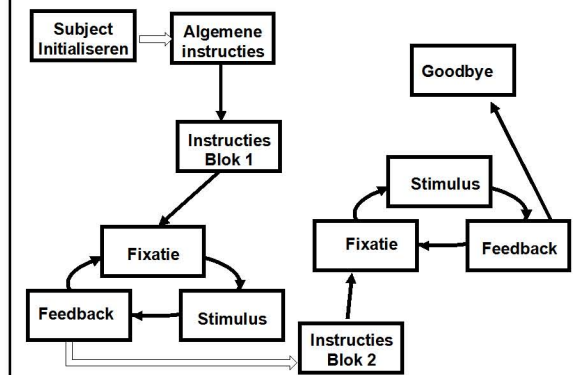 Subject
Initialiseren
Algemene
instructies
Instructies
Blok 1
Fixatie
Stimulus
Feedback
Instructies
Blok 2
Fixatie
Stimulus
Feedback
Goodbye